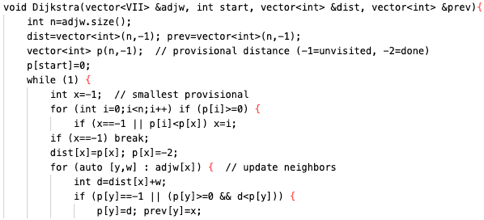 void Dijkstra(vector<VII> &adjw, int start, vector<int> &dist, vector<int> &prev){
    int n=adjw.size();
    dist=vector<int>(n,-1); prev=vector<int>(n,-1);
    vector<int> p(n,-1);  // provisional distance (-1=unvisited, -2=done)
    p[start]=0;
    while (1) {
        int x=-1;  // smallest provisional
        for (int i=0;i<n;i++) if (p[i]>=0) {
            if (x==-1 || p[i]<p[x]) x=i;
        if (x==-1) break;
        dist[x]=p[x]; p[x]=-2;
        for (auto [y,w] : adjw[x]) {  // update neighbors
            int d=dist[x]+w;
            if (p[y]==-1 || (p[y]>=0 && d<p[y])) {
                p[y]=d; prev[y]=x;